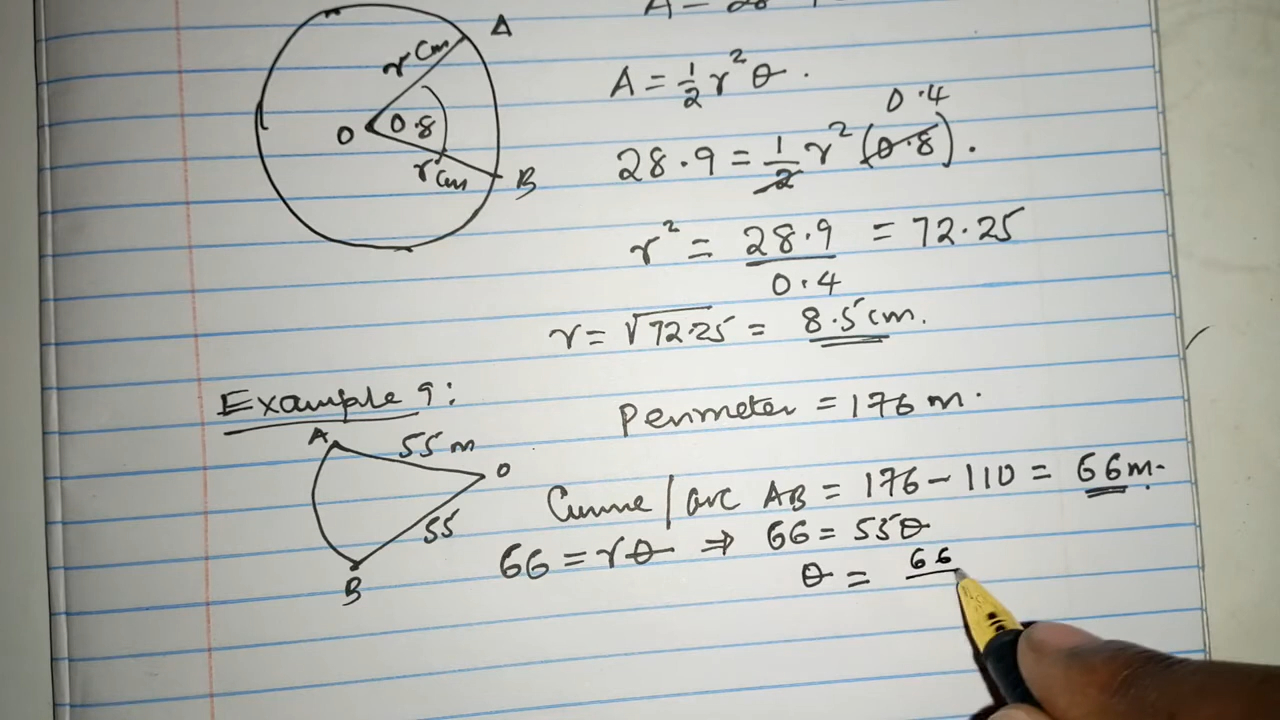 A
r cm
O
0.8
r cm
B
A = 28
A = 1/2 r² θ.
0.4
28.9 = 1/2 r² (0.8).
r² = 28.9/0.4 = 72.25
r = √72.25 = 8.5 cm.
Example 9:
Perimeter = 176 m.
A
55 m
O
55
B
Curve / arc AB = 176 - 110 = 66 m.
66 = rθ ⇒ 66 = 55θ
θ = 66